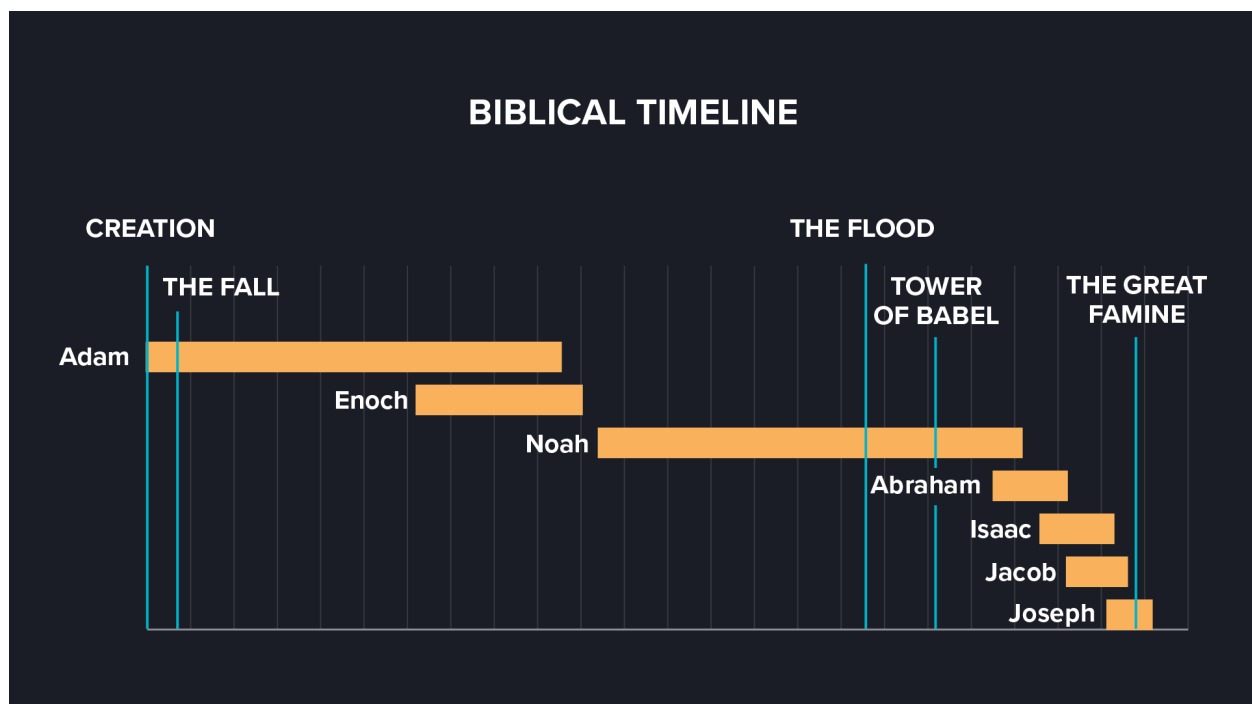 BIBLICAL TIMELINE
CREATION
THE FLOOD
THE FALL
TOWER
OF BABEL
THE GREAT
FAMINE
Adam
Enoch
Noah
Abraham
Isaac
Jacob
Joseph